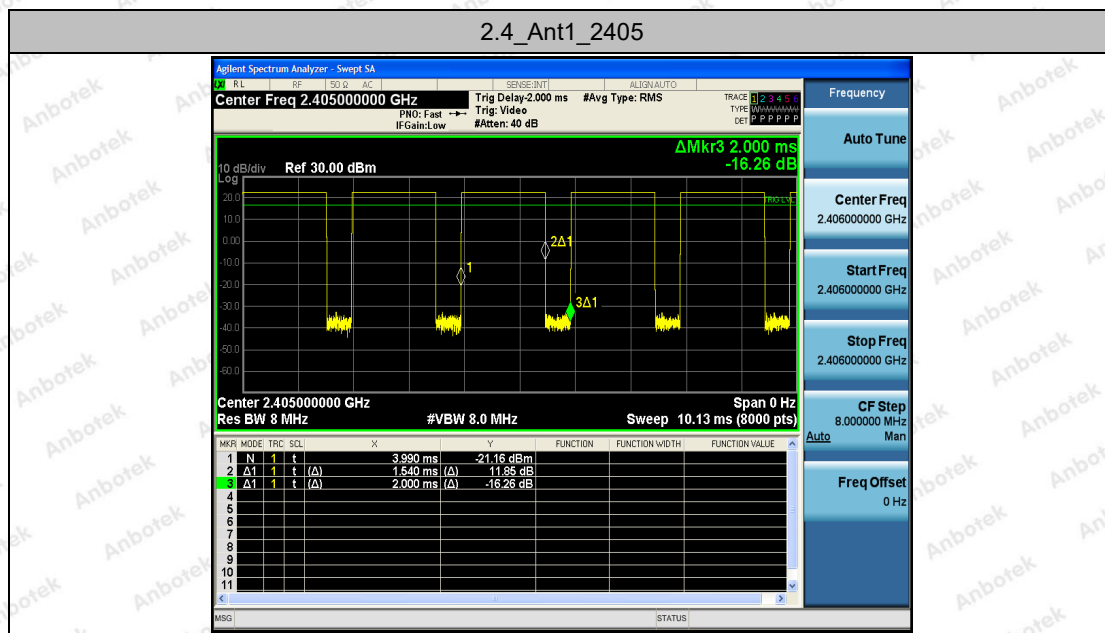 2.4_Ant1_2405
Agilent Spectrum Analyzer - Swept SA
RL RF 50 Ω AC SENSE:INT ALIGNAUTO
Center Freq 2.405000000 GHz
PNO: Fast
IFGain:Low
Trig Delay-2.000 ms
Trig: Video
#Atten: 40 dB
#Avg Type: RMS
TRACE 1 2 3 4 5 6
TYPE
DET P P P P P P
ΔMkr3 2.000 ms
-16.26 dB
10 dB/div
Log
Ref 30.00 dBm
20.0
10.0
0.00
-10.0
-20.0
-30.0
-40.0
-50.0
-60.0
TRIG LVL
1
2Δ1
3Δ1
Center 2.405000000 GHz Span 0 Hz
Res BW 8 MHz #VBW 8.0 MHz Sweep 10.13 ms (8000 pts)
MKR MODE TRC SCL X Y FUNCTION FUNCTION WIDTH FUNCTION VALUE
1 N 1 t 3.990 ms -21.16 dBm
2 Δ1 1 t (Δ) 1.540 ms (Δ) 11.85 dB
3 Δ1 1 t (Δ) 2.000 ms (Δ) -16.26 dB
4
5
6
7
8
9
10
11
MSG STATUS
Frequency
Auto Tune
Center Freq
2.406000000 GHz
Start Freq
2.406000000 GHz
Stop Freq
2.406000000 GHz
CF Step
8.000000 MHz
Auto Man
Freq Offset
0 Hz
Anbotek